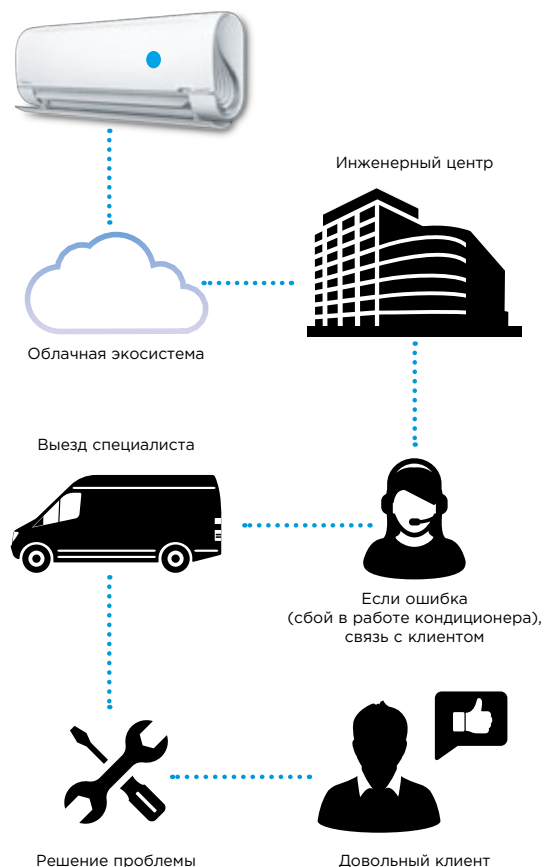 Инженерный центр
Облачная экосистема
Выезд специалиста
Если ошибка
(сбой в работе кондиционера),
связь с клиентом
Решение проблемы
Довольный клиент